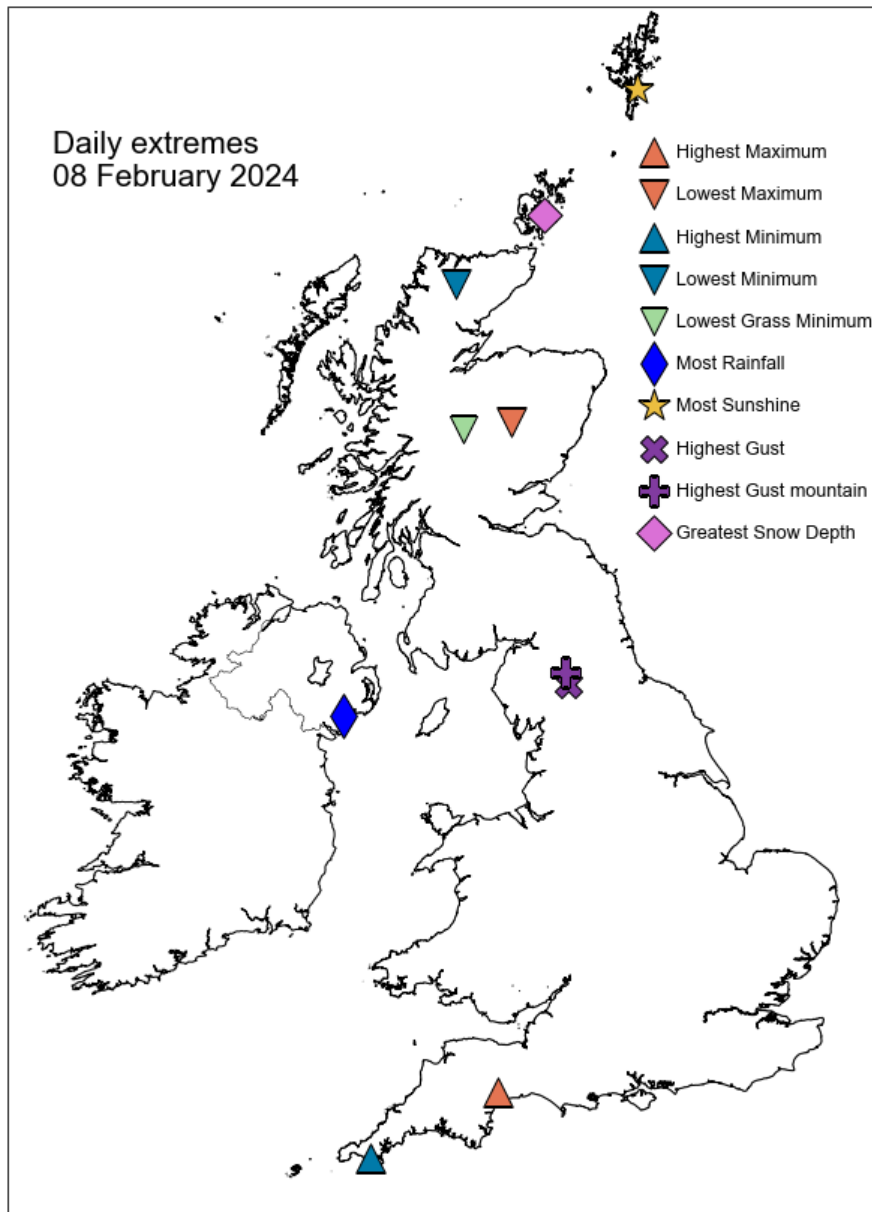 Daily extremes
08 February 2024
Highest Maximum
Lowest Maximum
Highest Minimum
Lowest Minimum
Lowest Grass Minimum
Most Rainfall
Most Sunshine
Highest Gust
Highest Gust mountain
Greatest Snow Depth